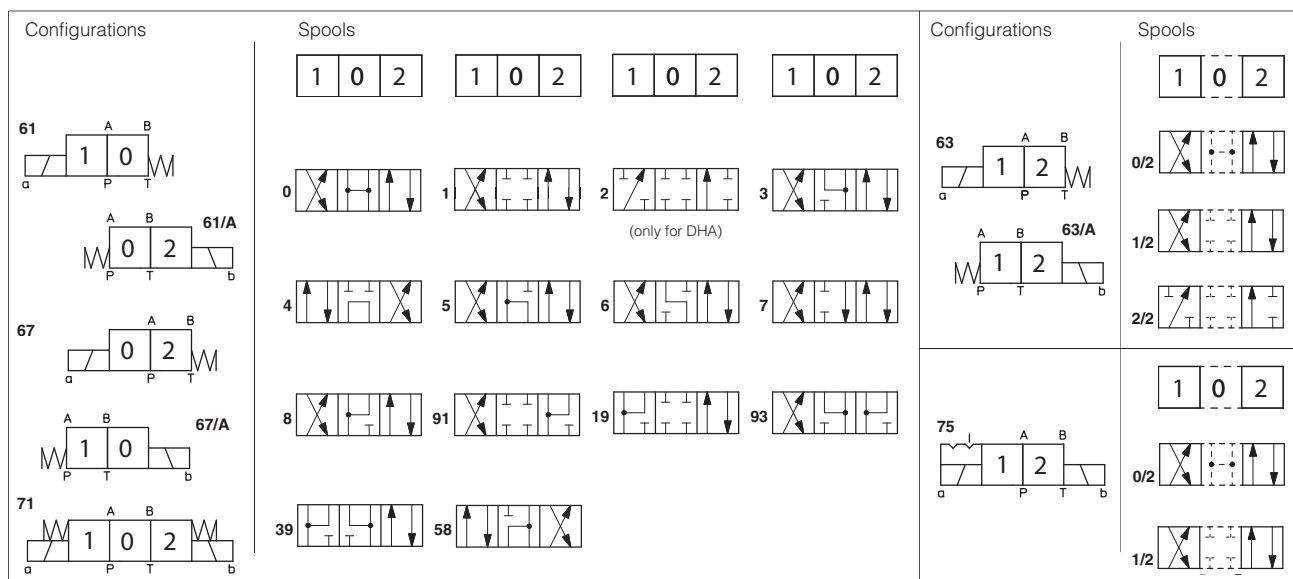 Configurations
Spools
1 0 2
1 0 2
1 0 2
1 0 2
61
A B
1 0
a P T
61/A
A B
0 2
P T b
67
A B
0 2
a P T
67/A
A B
1 0
P T b
71
A B
1 0 2
a P T b
0
1
2
3
(only for DHA)
4
5
6
7
8
91
19
93
39
58
Configurations
Spools
1 0 2
63
A B
1 2
a P T
63/A
A B
1 2
P T b
0/2
1/2
2/2
1 0 2
75
A B
1 2
a P T b
0/2
1/2